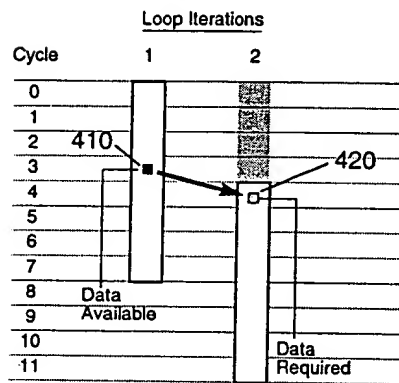 Loop Iterations
Cycle 1 2
0
1
2
410
3
420
4
5
6
7
8
Data
Available
9
10
Data
11
Required